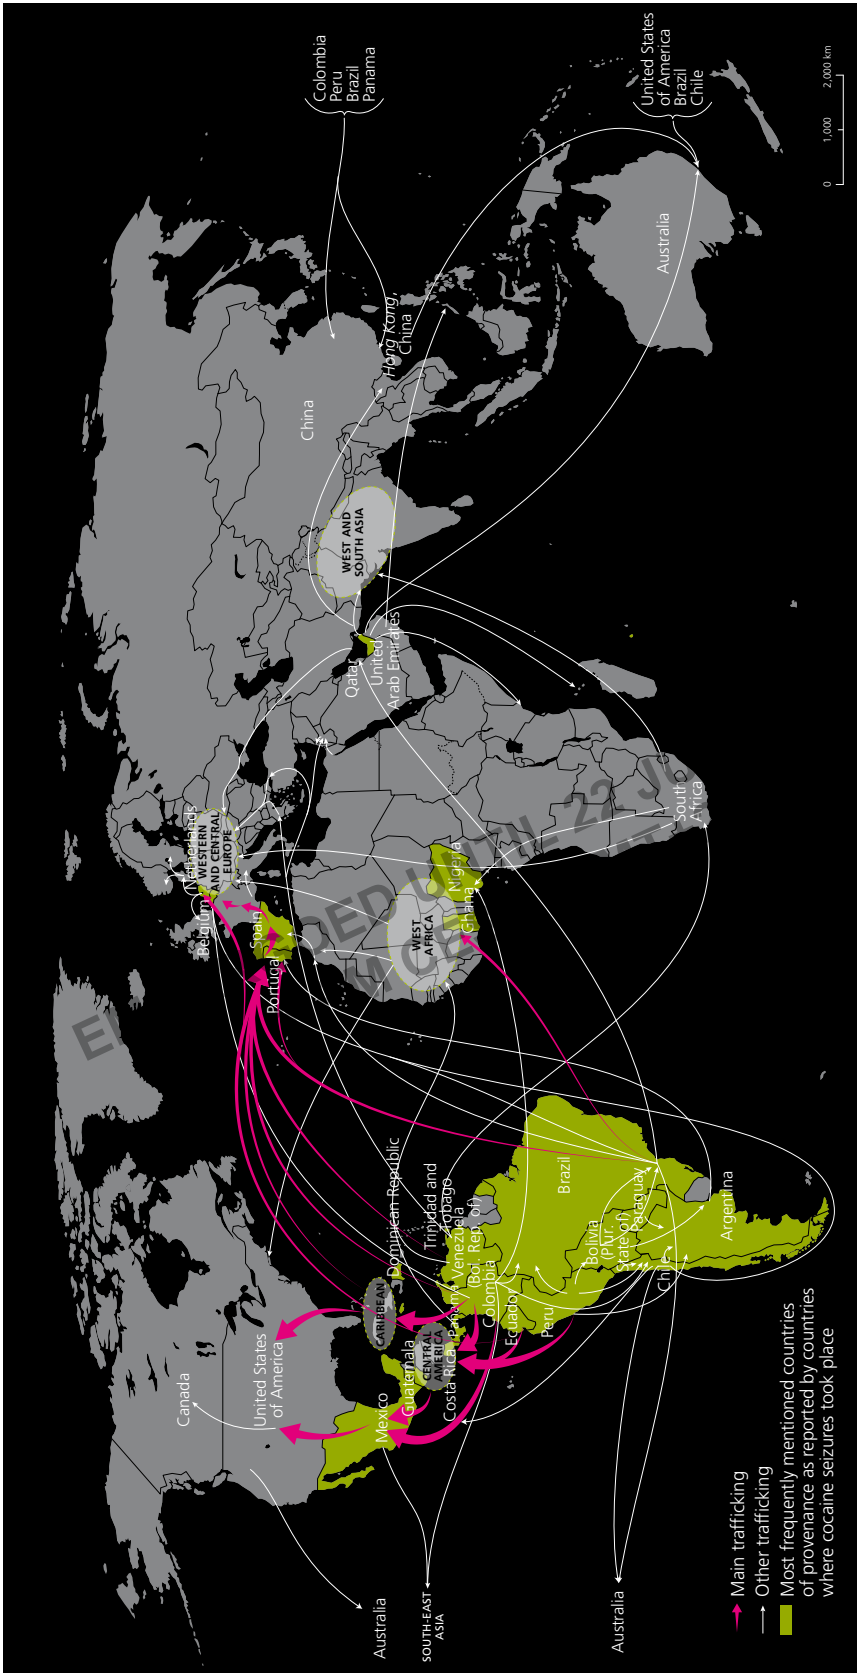 Colombia
Peru
Brazil
Panama
United States
of America
Brazil
Chile
0 1,000 2,000 km
Australia
Hong Kong,
China
China
WEST AND
SOUTH ASIA
Qatar
United
Arab Emirates
Netherlands
WESTERN
AND CENTRAL
EUROPE
Belgium
Spain
Portugal
Nigeria
Ghana
WEST
AFRICA
South
Africa
DED UNTIL 22 JU
Dominican Republic
Trinidad and
Tobago
Venezuela
(Bol. Rep. of)
Brazil
Bolivia
(Plur.
State of)
Paraguay
Argentina
Colombia
Ecuador
Peru
Chile
Panama
CARIBBEAN
CENTRAL
AMERICA
Guatemala
Costa Rica
Mexico
United States
of America
Canada
Australia
SOUTH-EAST
ASIA
Australia
Main trafficking
Other trafficking
Most frequently mentioned countries
of provenance as reported by countries
where cocaine seizures took place